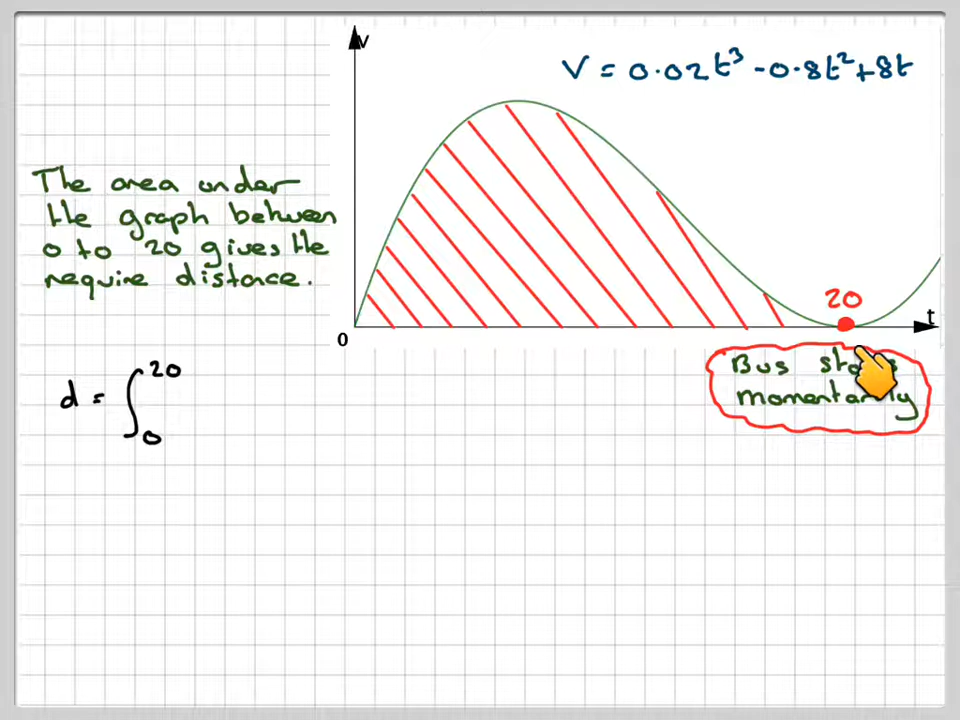 v
V = 0.02t³ - 0.8t² + 8t
The area under
the graph between
0 to 20 gives the
require distance.
20
t
0
Bus
momentarily
d = ∫₀²⁰